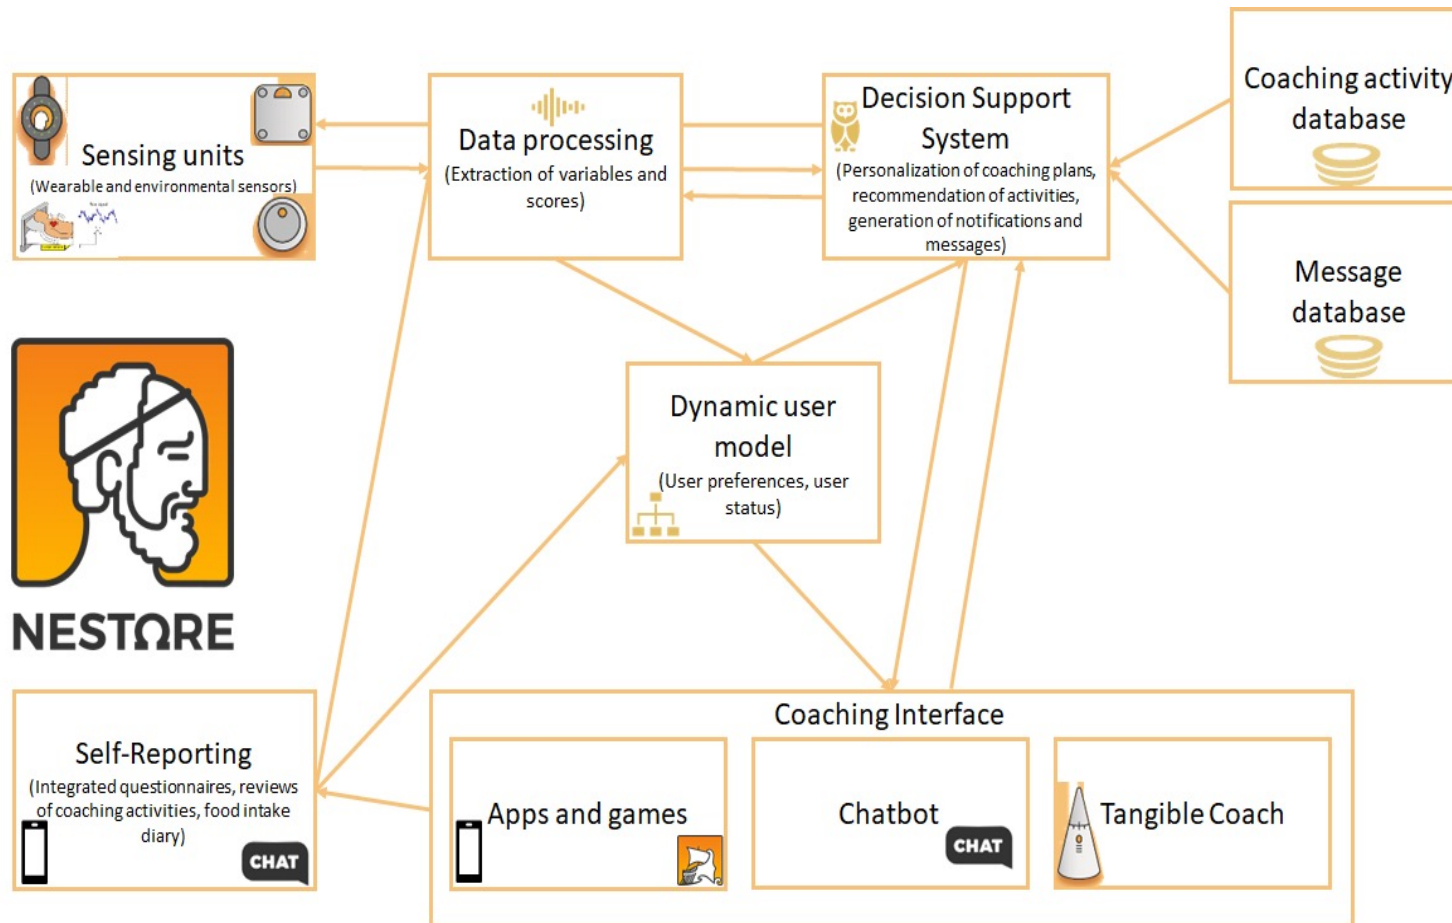 Sensing units
(Wearable and environmental sensors)
Data processing
(Extraction of variables and
scores)
Decision Support
System
(Personalization of coaching plans,
recommendation of activities,
generation of notifications and
messages)
Coaching activity
database
Message
database
Dynamic user
model
(User preferences, user
status)
NESTΩRE
Self-Reporting
(Integrated questionnaires, reviews
of coaching activities, food intake
diary)
CHAT
Coaching Interface
Apps and games
Chatbot
CHAT
Tangible Coach